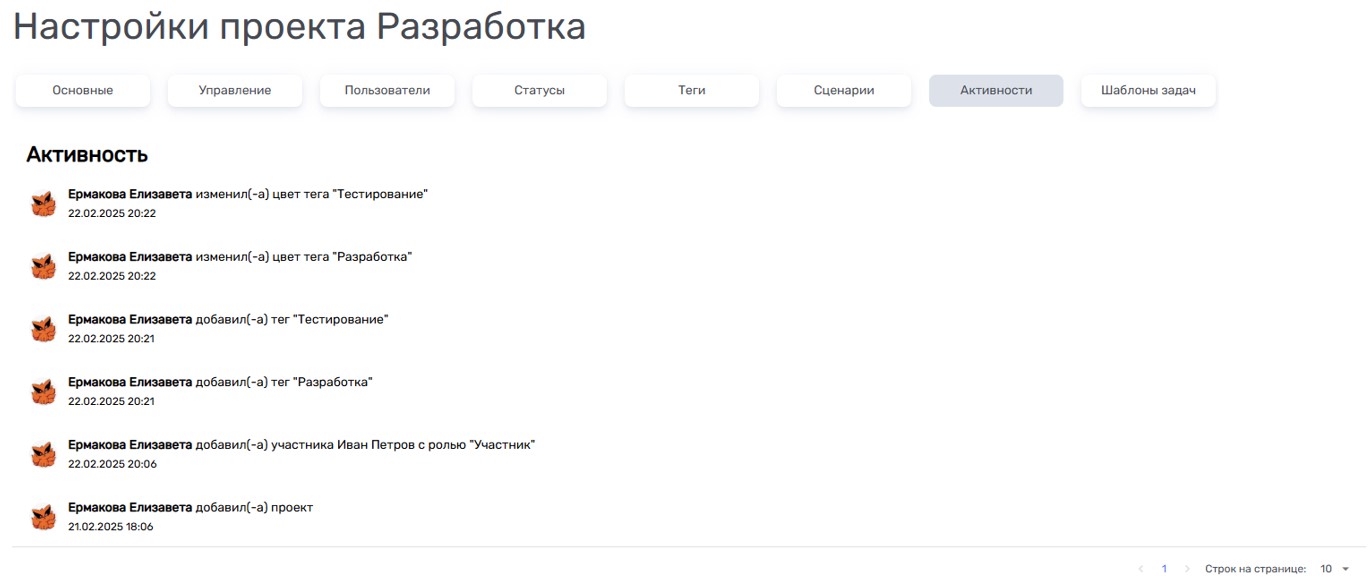 Настройки проекта Разработка
Основные Управление Пользователи Статусы Теги Сценарии Активности Шаблоны задач
Активность
Ермакова Елизавета изменил(-а) цвет тега "Тестирование"
22.02.2025 20:22
Ермакова Елизавета изменил(-а) цвет тега "Разработка"
22.02.2025 20:22
Ермакова Елизавета добавил(-а) тег "Тестирование"
22.02.2025 20:21
Ермакова Елизавета добавил(-а) тег "Разработка"
22.02.2025 20:21
Ермакова Елизавета добавил(-а) участника Иван Петров с ролью "Участник"
22.02.2025 20:06
Ермакова Елизавета добавил(-а) проект
21.02.2025 18:06
1 Строк на странице: 10